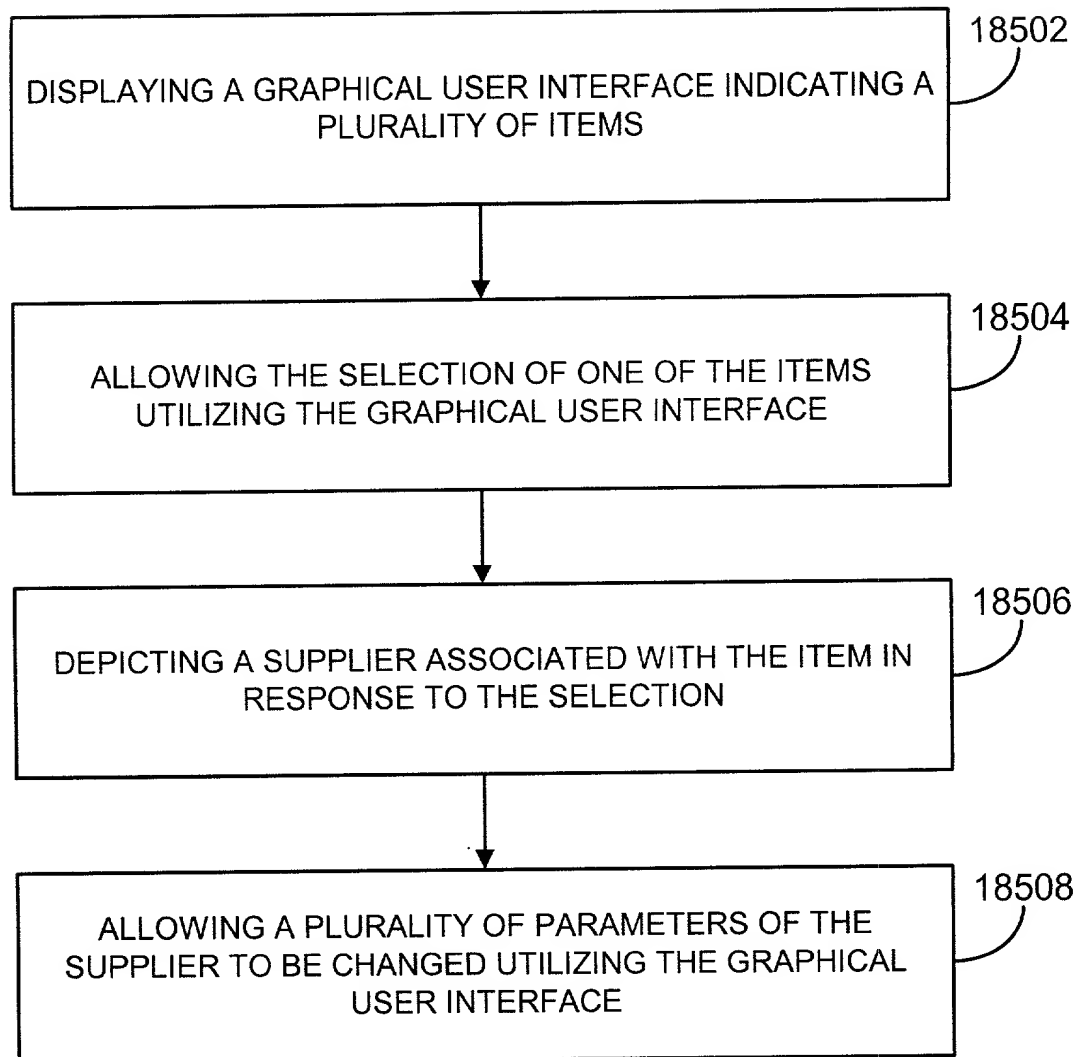 18502
DISPLAYING A GRAPHICAL USER INTERFACE INDICATING A
PLURALITY OF ITEMS
18504
ALLOWING THE SELECTION OF ONE OF THE ITEMS
UTILIZING THE GRAPHICAL USER INTERFACE
18506
DEPICTING A SUPPLIER ASSOCIATED WITH THE ITEM IN
RESPONSE TO THE SELECTION
18508
ALLOWING A PLURALITY OF PARAMETERS OF THE
SUPPLIER TO BE CHANGED UTILIZING THE GRAPHICAL
USER INTERFACE